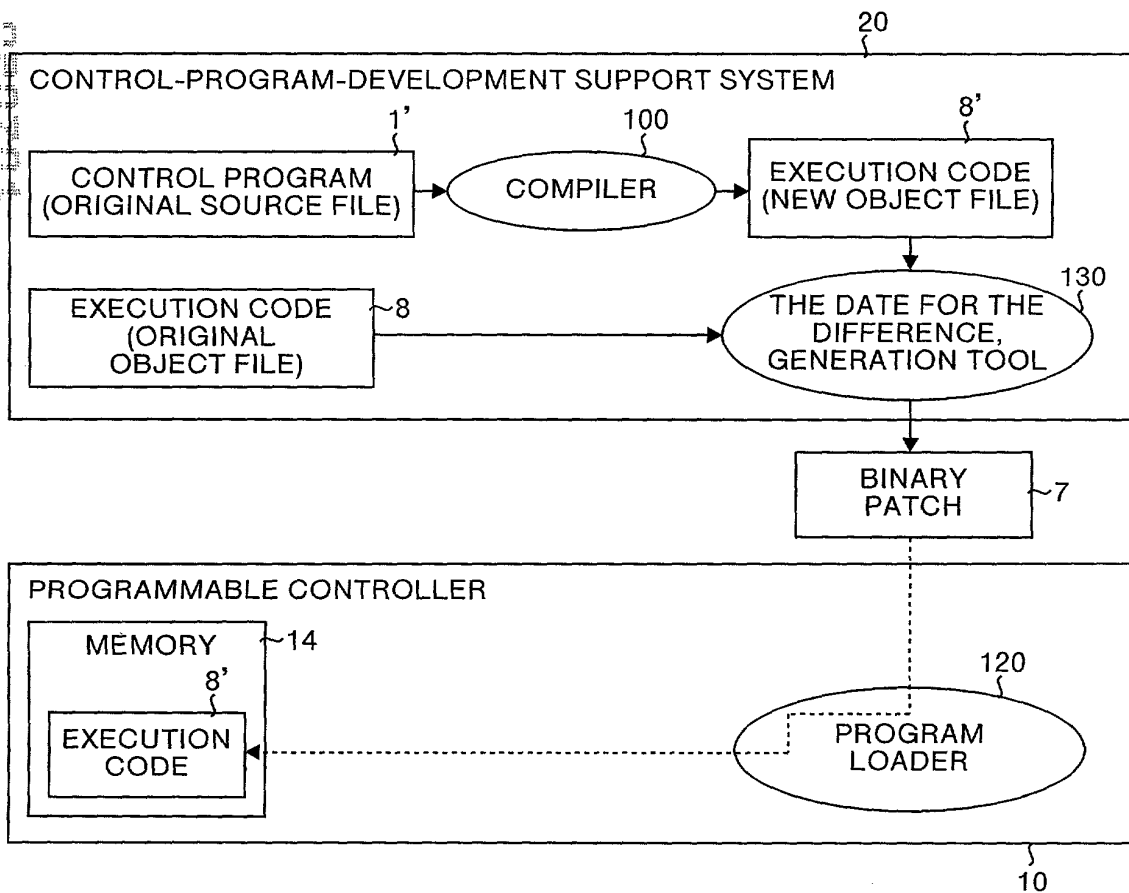 20
CONTROL-PROGRAM-DEVELOPMENT SUPPORT SYSTEM
1'
100
8'
CONTROL PROGRAM
(ORIGINAL SOURCE FILE)
COMPILER
EXECUTION CODE
(NEW OBJECT FILE)
EXECUTION CODE
(ORIGINAL
OBJECT FILE)
8
130
THE DATE FOR THE
DIFFERENCE,
GENERATION TOOL
BINARY
PATCH
7
PROGRAMMABLE CONTROLLER
MEMORY
14
8'
EXECUTION
CODE
120
PROGRAM
LOADER
10